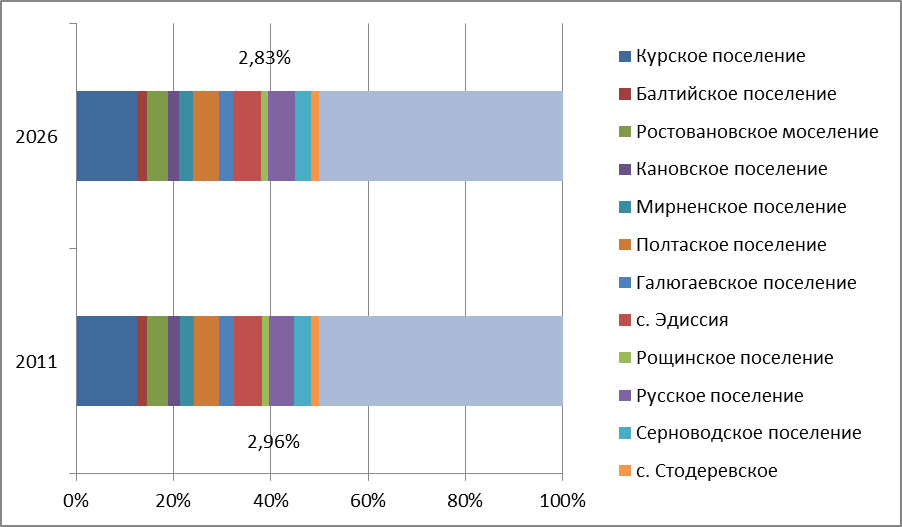 2,83%
2026
2011
2,96%
0% 20% 40% 60% 80% 100%
Курское поселение
Балтийское поселение
Ростовановское моселение
Кановское поселение
Мирненское поселение
Полтаское поселение
Галюгаевское поселение
с. Эдиссия
Рощинское поселение
Русское поселение
Серноводское поселение
с. Стодеревское